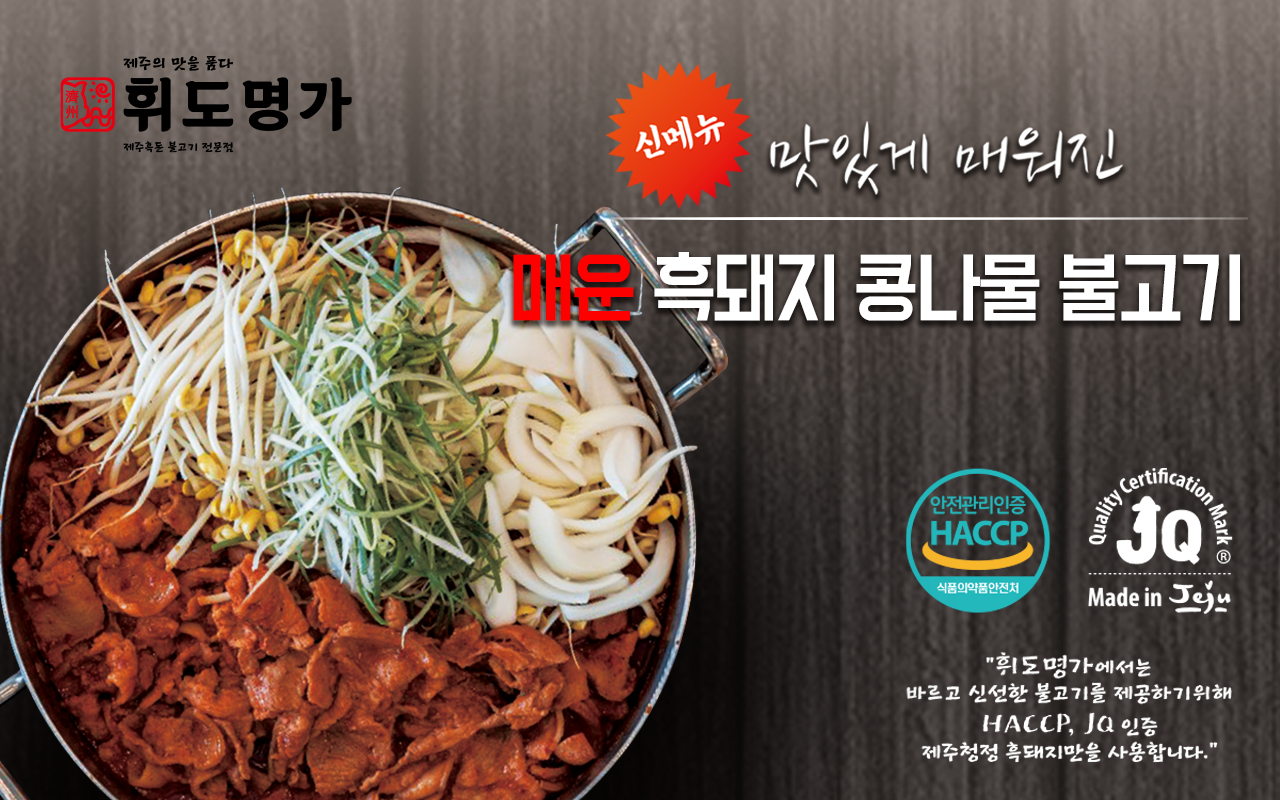 제주의 맛을 품다
濟州
휘도명가
제주흑돈 불고기 전문점
신메뉴
맛있게 매워진
매운 흑돼지 콩나물 불고기
안전관리인증
HACCP
식품의약품안전처
Quality Certification Mark
JQ
®
Made in Jeju
"휘도명가에서는
바르고 신선한 불고기를 제공하기위해
HACCP, JQ 인증
제주청정 흑돼지만을 사용합니다."